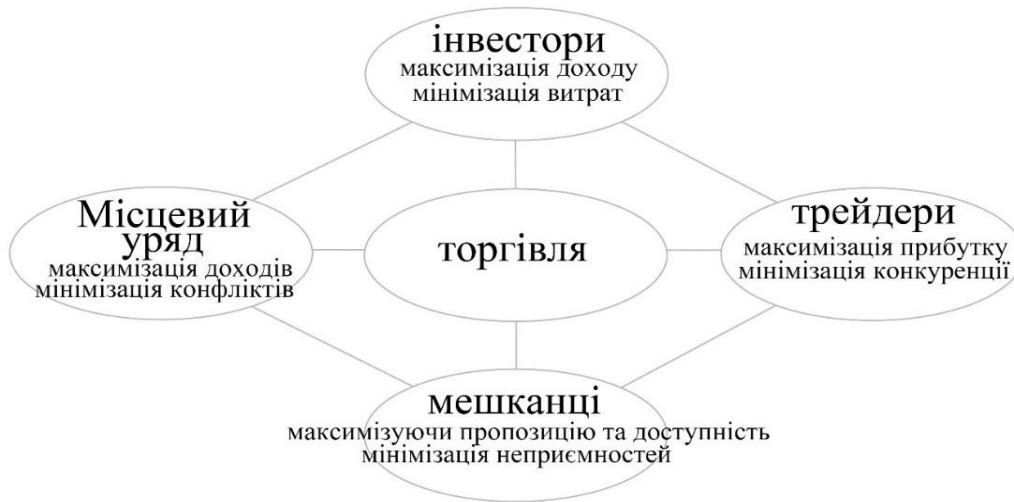 інвестори
максимізація доходу
мінімізація витрат
Місцевий
уряд
максимізація доходів
мінімізація конфліктів
торгівля
трейдери
максимізація прибутку
мінімізація конкуренції
мешканці
максимізуючи пропозицію та доступність
мінімізація неприємностей